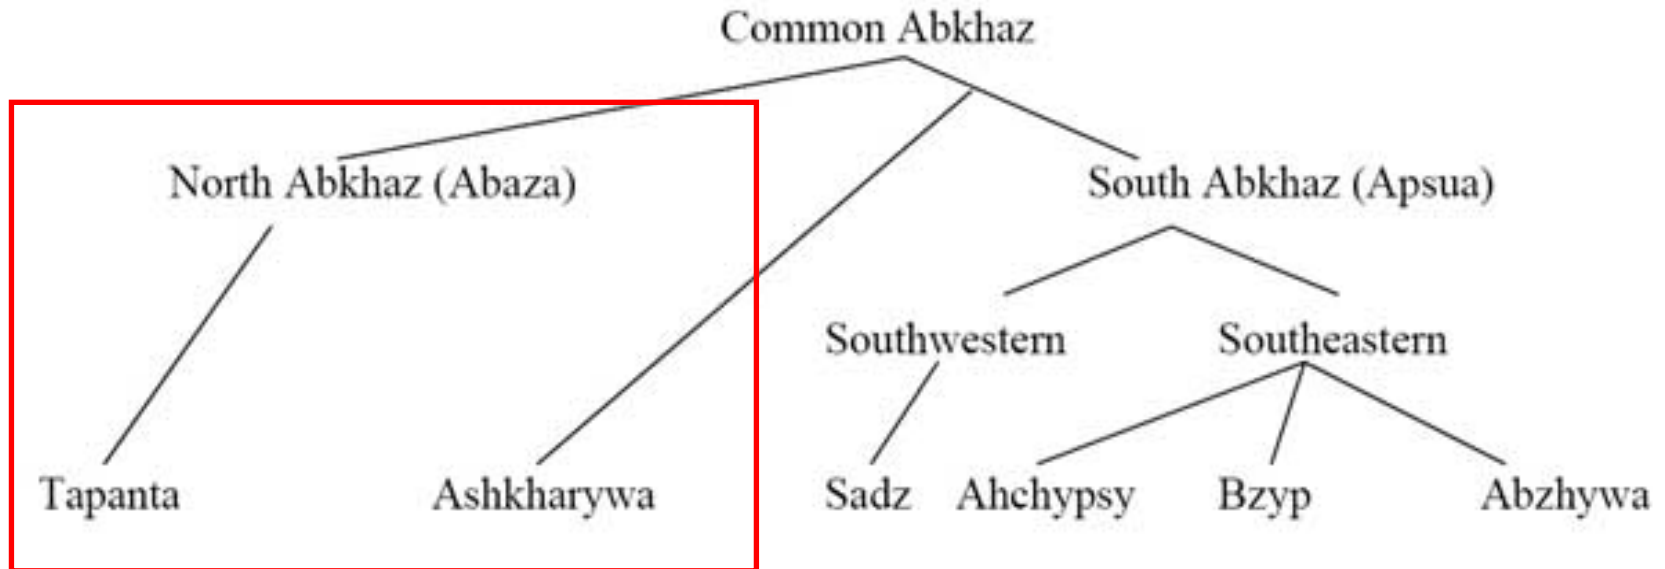 Common Abkhaz
North Abkhaz (Abaza)
South Abkhaz (Apsua)
Southwestern
Southeastern
Tapanta
Ashkharywa
Sadz
Ahchypsy
Bzyp
Abzhywa